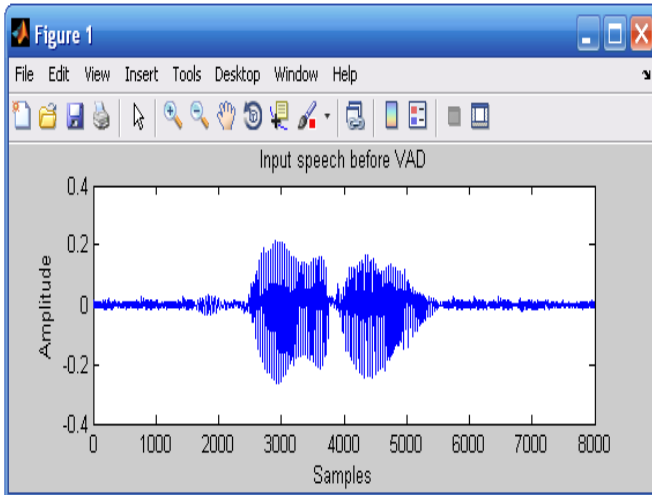 Figure 1
File Edit View Insert Tools Desktop Window Help
Input speech before VAD
0.4
0.2
0
-0.2
-0.4
Amplitude
0 1000 2000 3000 4000 5000 6000 7000 8000
Samples